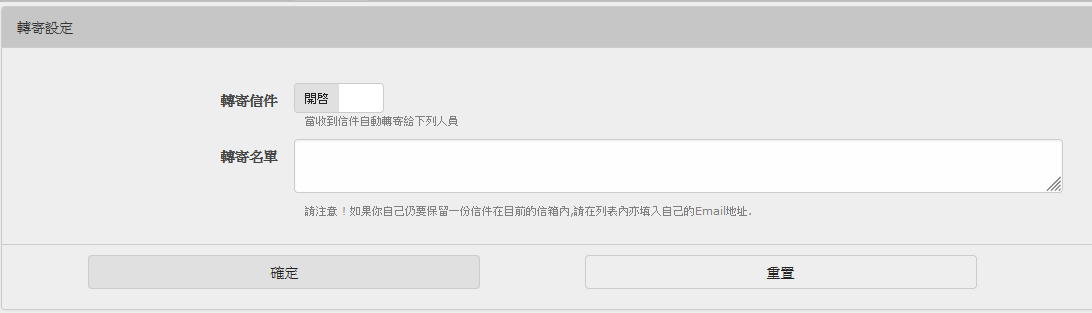 轉寄設定
轉寄信件
開啓
當收到信件自動轉寄給下列人員
轉寄名單
請注意！如果你自己仍要保留一份信件在目前的信箱內,請在列表內亦填入自己的Email地址.
確定
重置